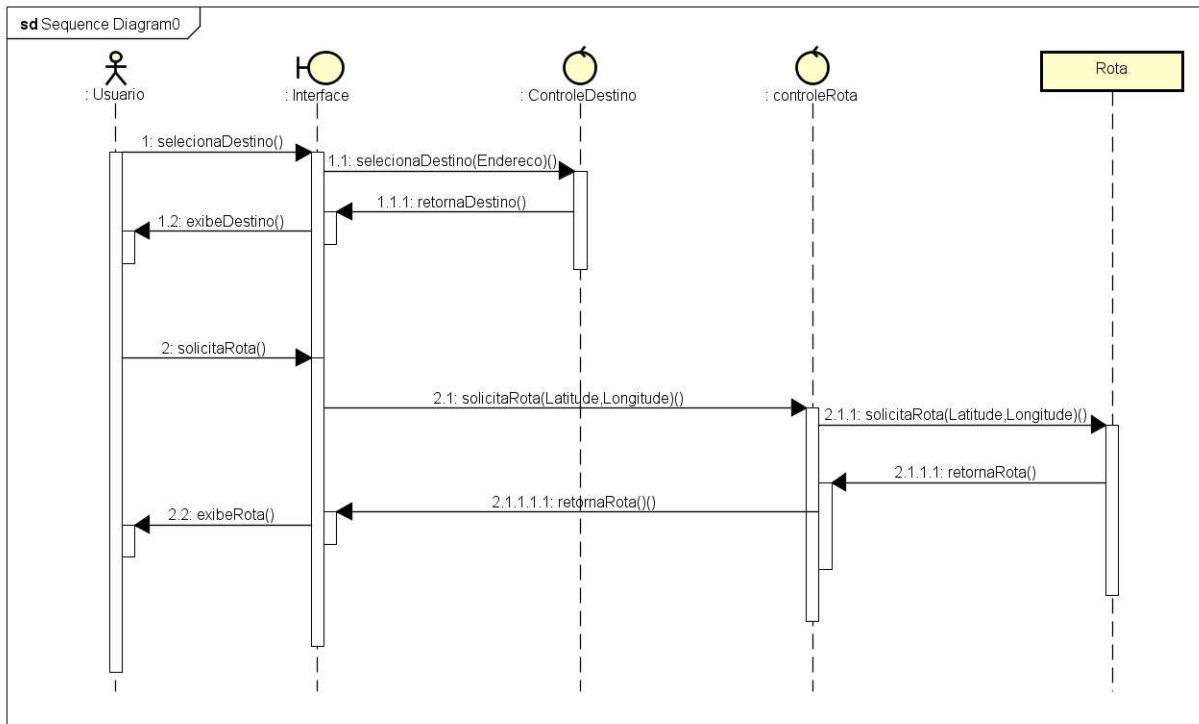 sd Sequence Diagram0
: Usuario
: Interface
: ControleDestino
: controleRota
Rota
1: selecionaDestino()
1.1: selecionaDestino(Endereco)()
1.1.1: retornaDestino()
1.2: exibeDestino()
2: solicitaRota()
2.1: solicitaRota(Latitude,Longitude)()
2.1.1: solicitaRota(Latitude,Longitude)()
2.1.1.1: retornaRota()
2.1.1.1.1: retornaRota()()
2.2: exibeRota()